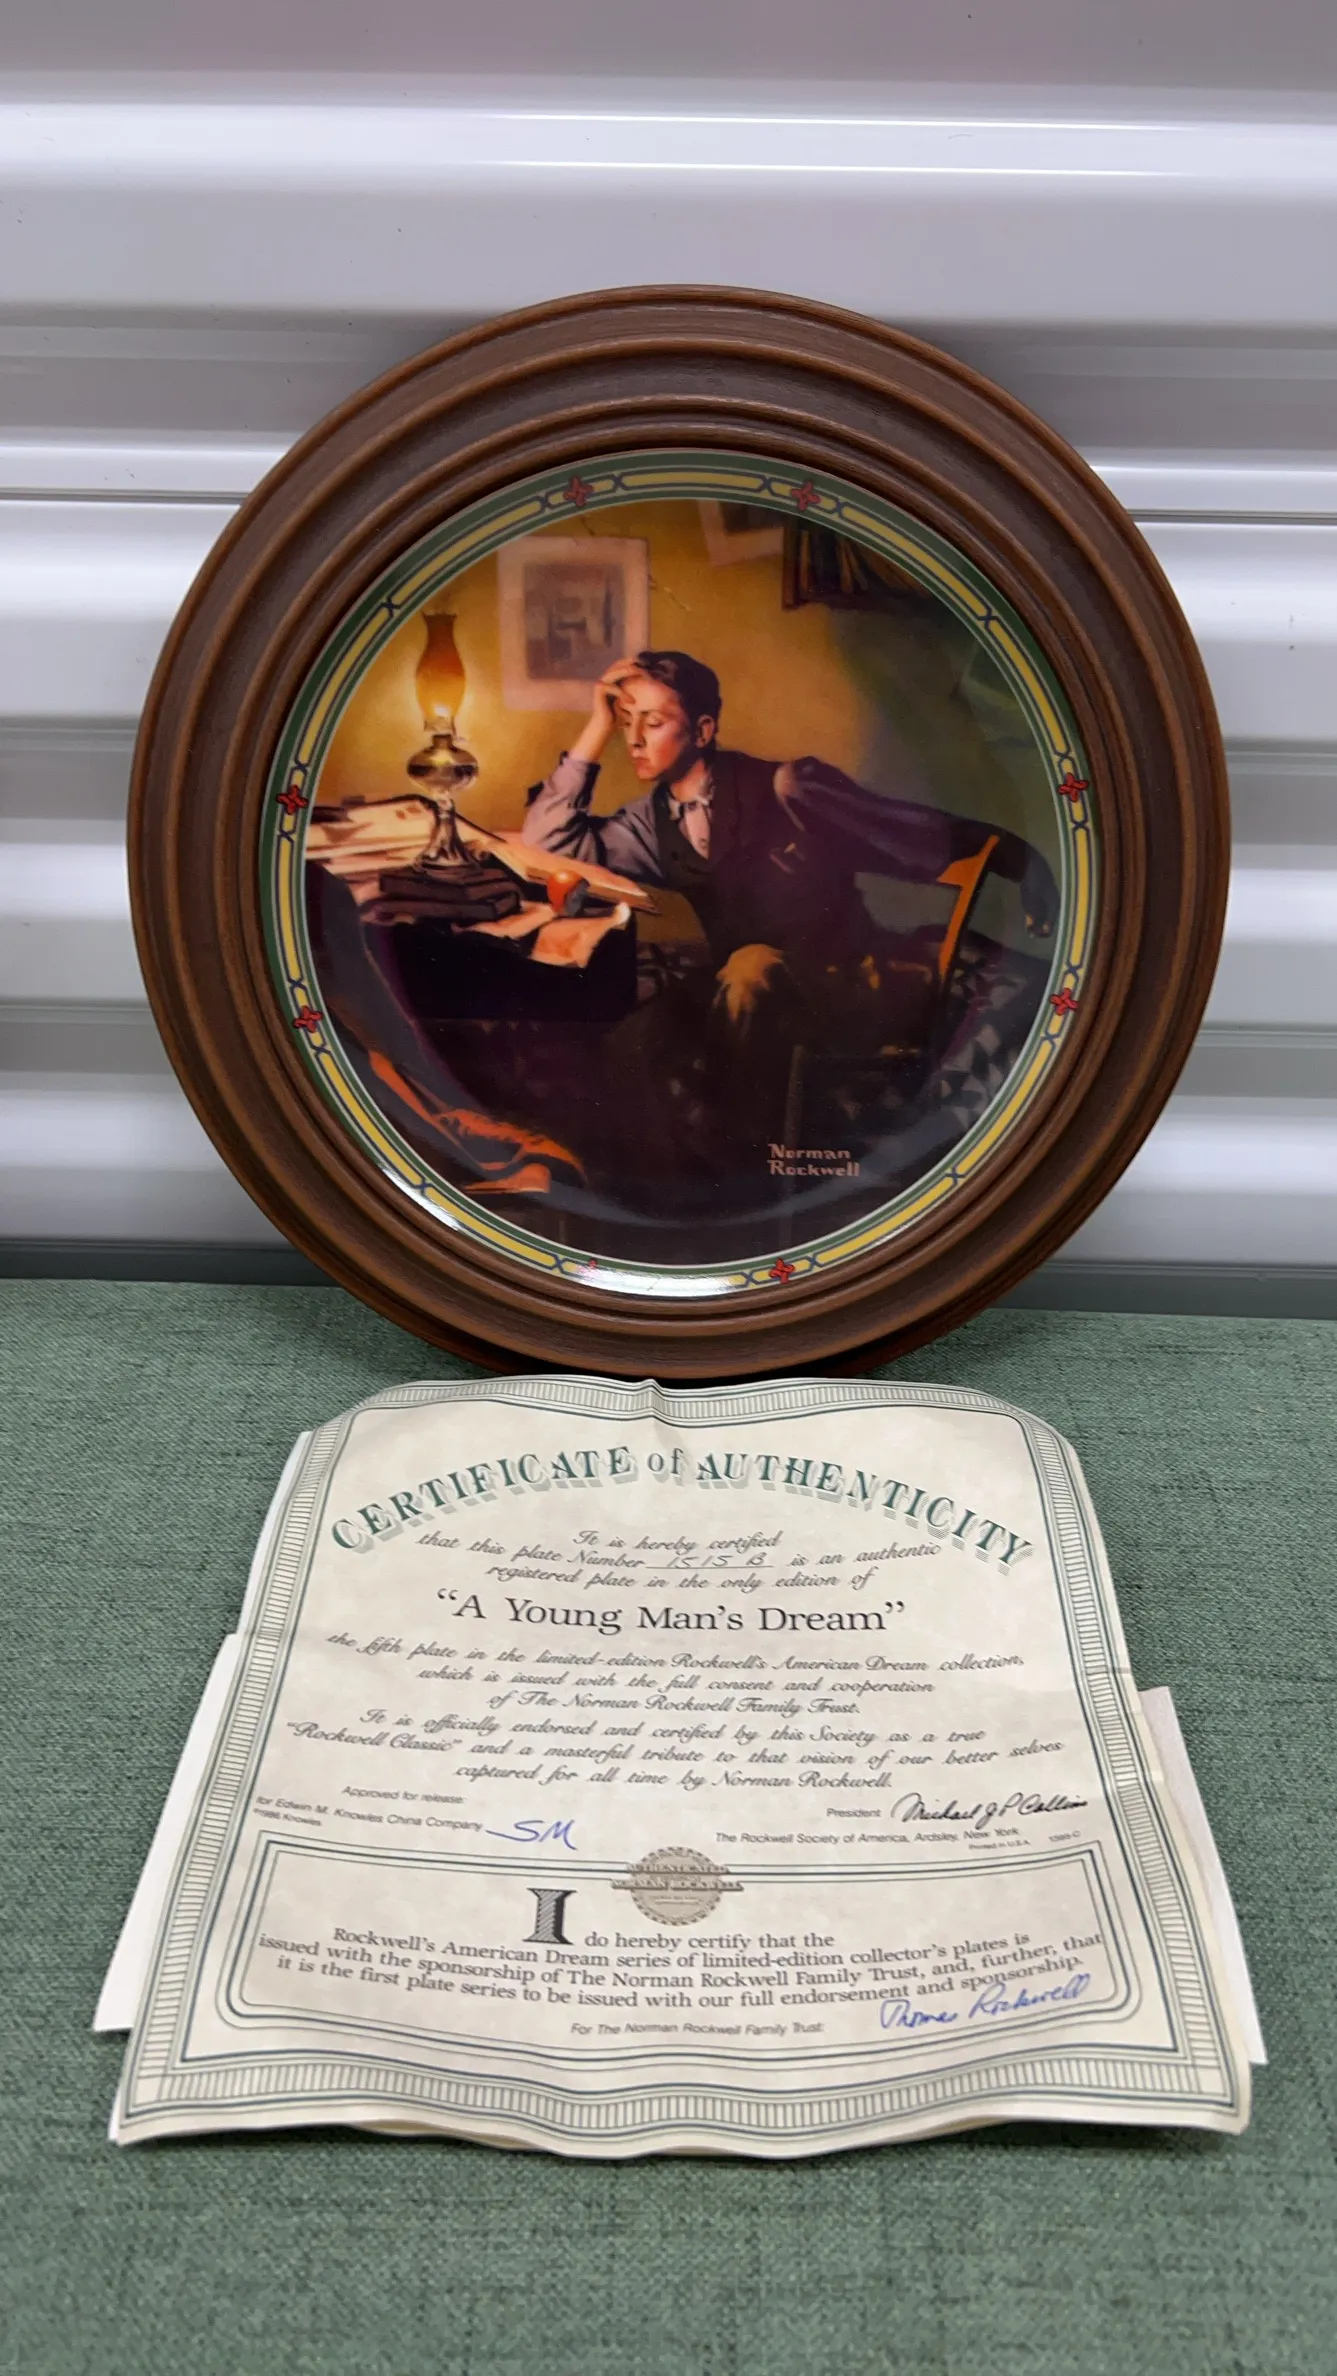 Norman
Rockwell
CERTIFICATE of AUTHENTICITY
It is hereby certified
that this plate Number 1515 B is an authentic
registered plate in the only edition of
“A Young Man's Dream”
the fifth plate in the limited-edition Rockwell's American Dream collection,
which is issued with the full consent and cooperation
of The Norman Rockwell Family Trust.
It is officially endorsed and certified by this Society as a true
“Rockwell Classic” and a masterful tribute to that vision of our better selves
captured for all time by Norman Rockwell.
Approved for release:
for Edwin M. Knowles China Company SM
©1986 Knowles
President Michael J P Collins
The Rockwell Society of America, Ardsley, New York
Printed in U.S.A.
AUTHENTICATED
NORMAN ROCKWELL
I do hereby certify that the
Rockwell's American Dream series of limited-edition collector's plates is
issued with the sponsorship of The Norman Rockwell Family Trust, and, further, that
it is the first plate series to be issued with our full endorsement and sponsorship.
For The Norman Rockwell Family Trust: Thomas Rockwell